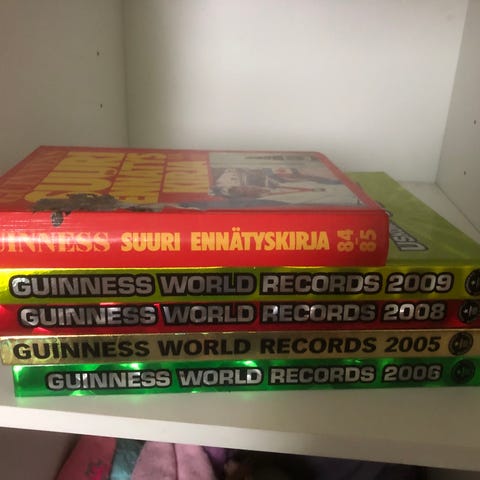 GUINNESS SUURI ENNÄTYSKIRJA 84-85
GUINNESS WORLD RECORDS 2009
GUINNESS WORLD RECORDS 2008
GUINNESS WORLD RECORDS 2005
GUINNESS WORLD RECORDS 2006